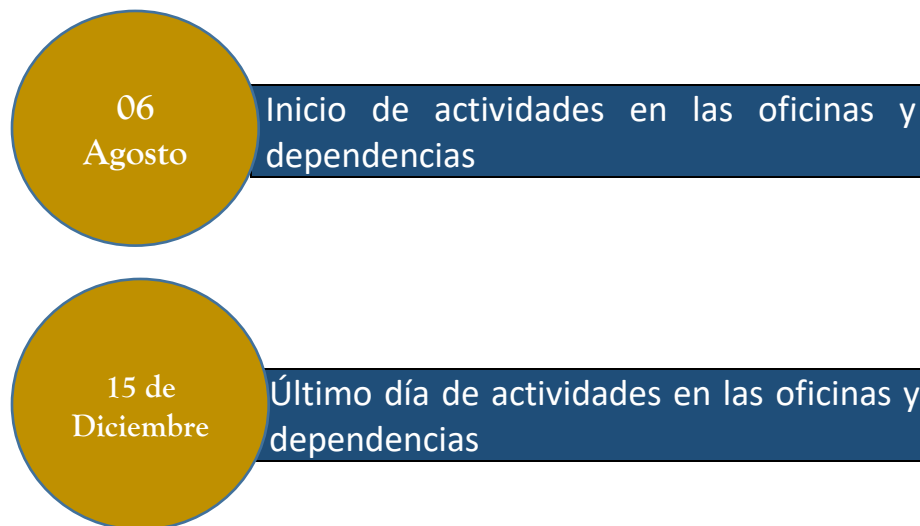 06
Agosto
Inicio de actividades en las oficinas y
dependencias
15 de
Diciembre
Último día de actividades en las oficinas y
dependencias